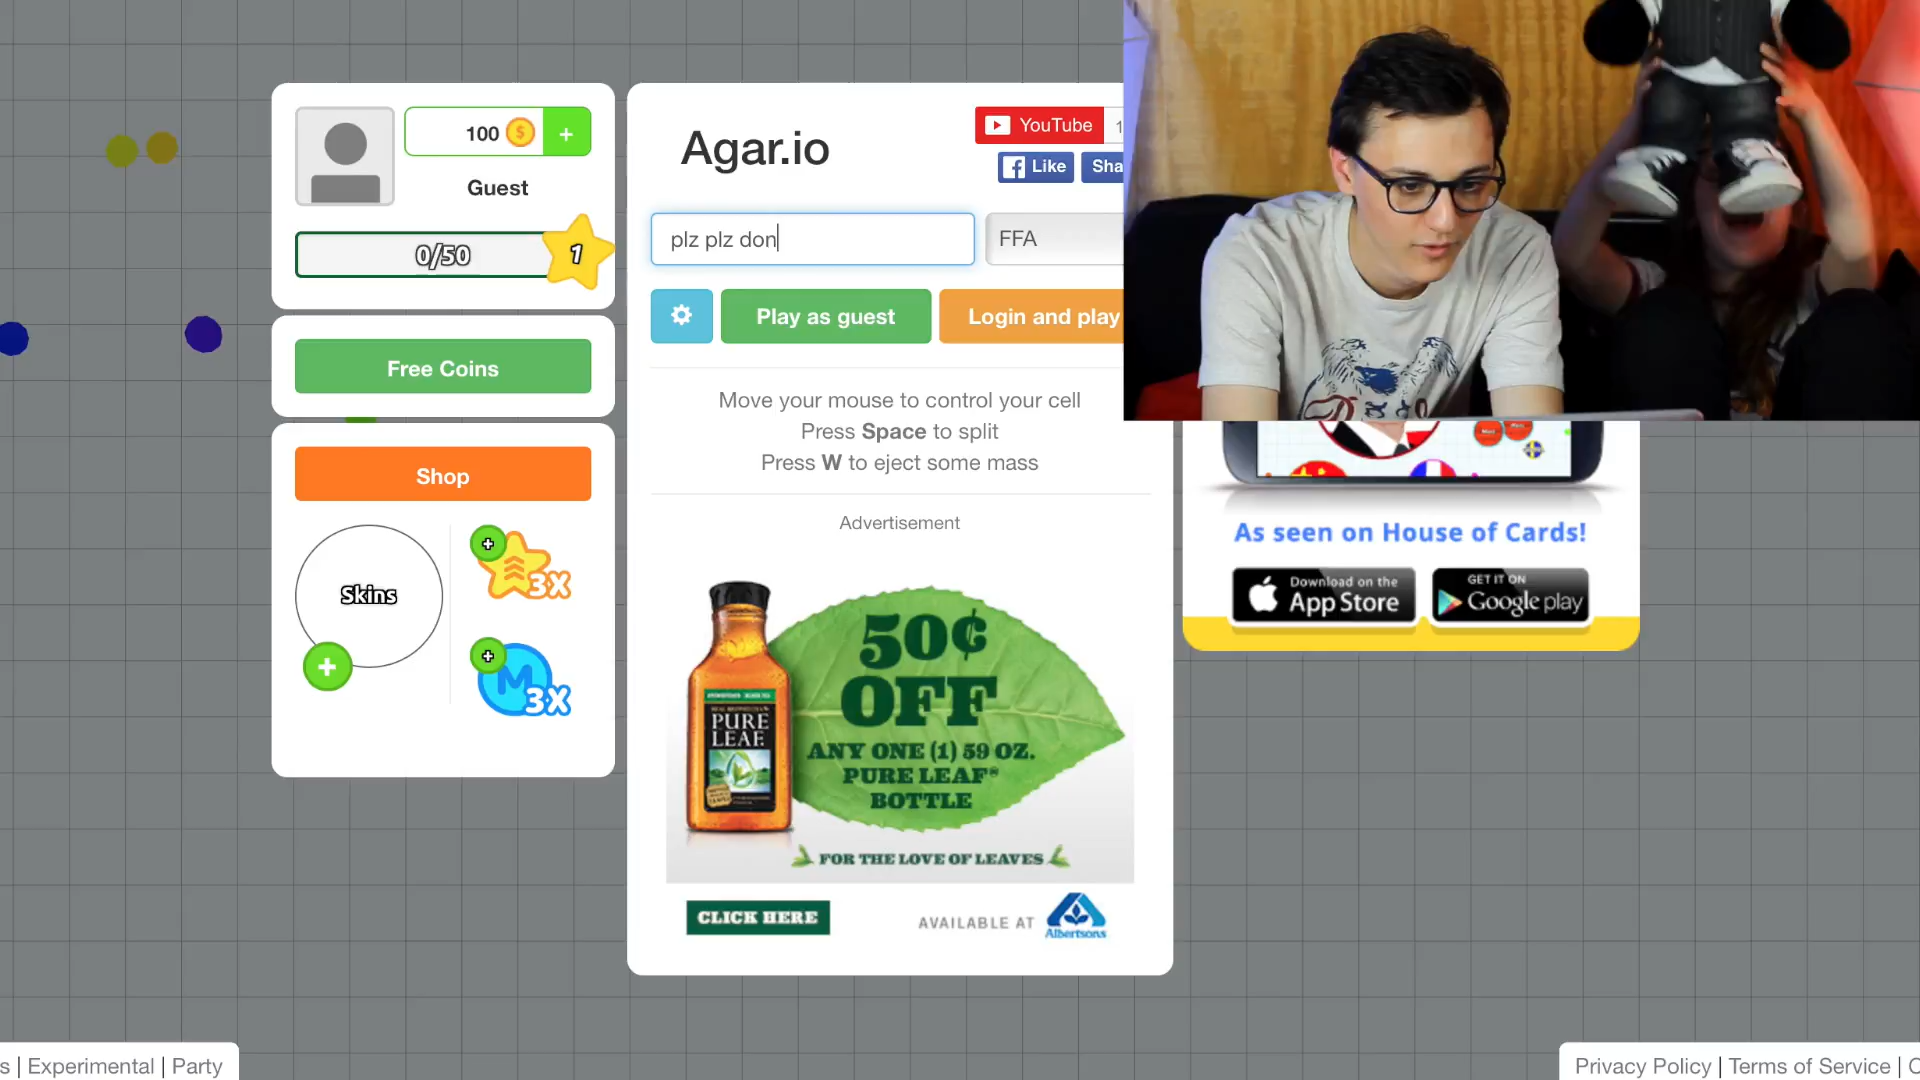 100
Guest
0/50
1
Free Coins
Shop
Skins
3X
M
3X
Agar.io
YouTube
1
Like
Sha
plz plz don
FFA
Play as guest
Login and play
Move your mouse to control your cell
Press Space to split
Press W to eject some mass
Advertisement
PURE
LEAF
50¢
OFF
ANY ONE (1) 59 OZ.
PURE LEAF®
BOTTLE
FOR THE LOVE OF LEAVES
CLICK HERE
AVAILABLE AT
Albertsons
As seen on House of Cards!
Download on the
App Store
GET IT ON
Google play
s | Experimental | Party
Privacy Policy | Terms of Service |